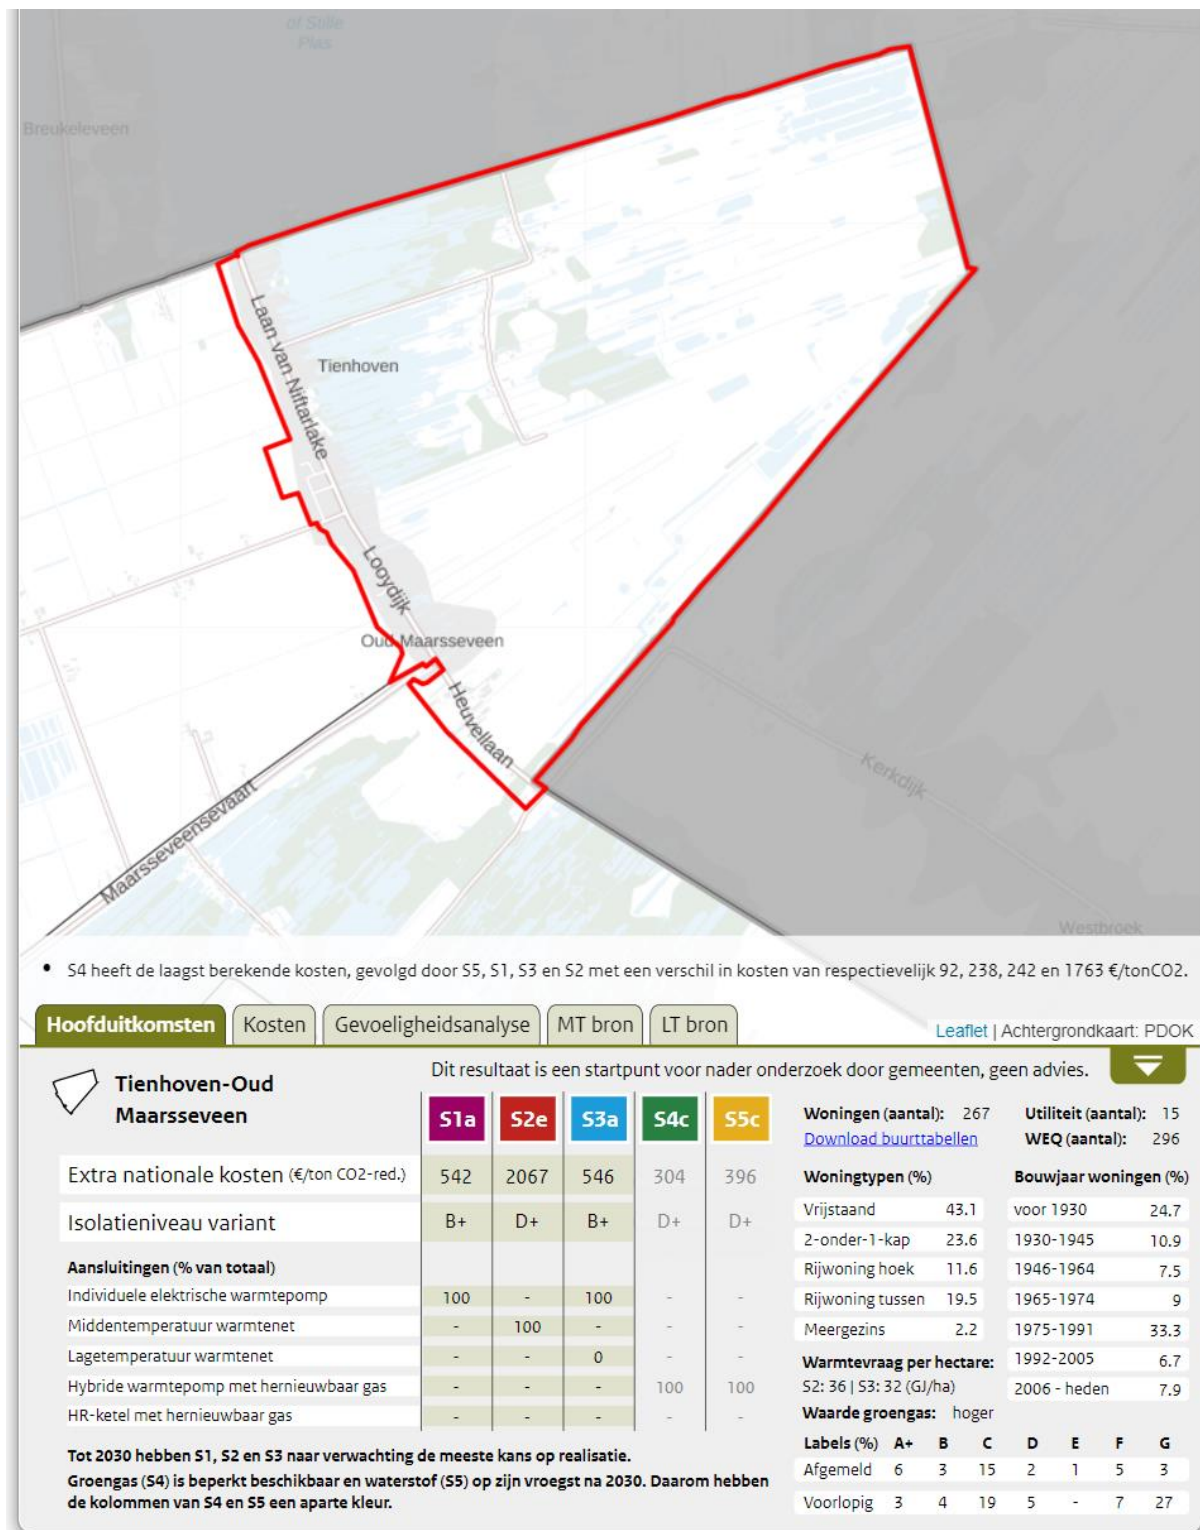 of Stille
Plas
Breukeleveen
Laan van Niftarlake
Tienhoven
Looydijk
Oud-Maarsseveen
Heuvellaan
Kerkdijk
Maarsseveensevaart
Westbroek
• S4 heeft de laagst berekende kosten, gevolgd door S5, S1, S3 en S2 met een verschil in kosten van respectievelijk 92, 238, 242 en 1763 €/tonCO2.
Hoofduitkomsten Kosten Gevoeligheidsanalyse MT bron LT bron
Leaflet | Achtergrondkaart: PDOK
Dit resultaat is een startpunt voor nader onderzoek door gemeenten, geen advies.
Tienhoven-Oud
Maarsseveen
S1a S2e S3a S4c S5c
Extra nationale kosten (€/ton CO2-red.) 542 2067 546 304 396
Isolatieniveau variant B+ D+ B+ D+ D+
Aansluitingen (% van totaal)
Individuele elektrische warmtepomp 100 - 100 - -
Middentemperatuur warmtenet - 100 - - -
Lagetemperatuur warmtenet - - 0 - -
Hybride warmtepomp met hernieuwbaar gas - - - 100 100
HR-ketel met hernieuwbaar gas - - - - -
Tot 2030 hebben S1, S2 en S3 naar verwachting de meeste kans op realisatie.
Groengas (S4) is beperkt beschikbaar en waterstof (S5) op zijn vroegst na 2030. Daarom hebben
de kolommen van S4 en S5 een aparte kleur.
Woningen (aantal): 267 Utiliteit (aantal): 15
Download buurttabellen WEQ (aantal): 296
Woningtypen (%)
Vrijstaand 43.1
2-onder-1-kap 23.6
Rijwoning hoek 11.6
Rijwoning tussen 19.5
Meergezins 2.2
Warmtevraag per hectare:
S2: 36 | S3: 32 (GJ/ha)
Waarde groengas: hoger
Bouwjaar woningen (%)
voor 1930 24.7
1930-1945 10.9
1946-1964 7.5
1965-1974 9
1975-1991 33.3
1992-2005 6.7
2006 - heden 7.9
Labels (%) A+ B C D E F G
Afgemeld 6 3 15 2 1 5 3
Voorlopig 3 4 19 5 - 7 27